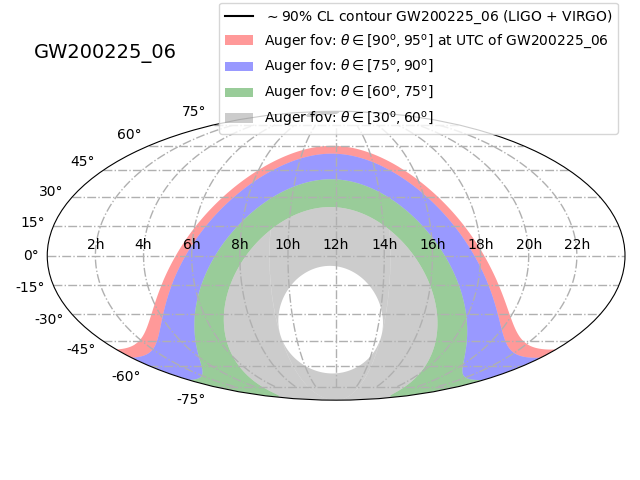 ~ 90% CL contour GW200225_06 (LIGO + VIRGO)
GW200225_06
Auger fov: θ ∈ [90°, 95°] at UTC of GW200225_06
Auger fov: θ ∈ [75°, 90°]
Auger fov: θ ∈ [60°, 75°]
Auger fov: θ ∈ [30°, 60°]
75°
60°
45°
30°
15°
0°
2h 4h 6h 8h 10h 12h 14h 16h 18h 20h 22h
-15°
-30°
-45°
-60°
-75°